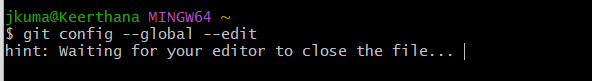 jkuma@Keerthana MINGW64 ~
$ git config --global --edit
hint: Waiting for your editor to close the file...